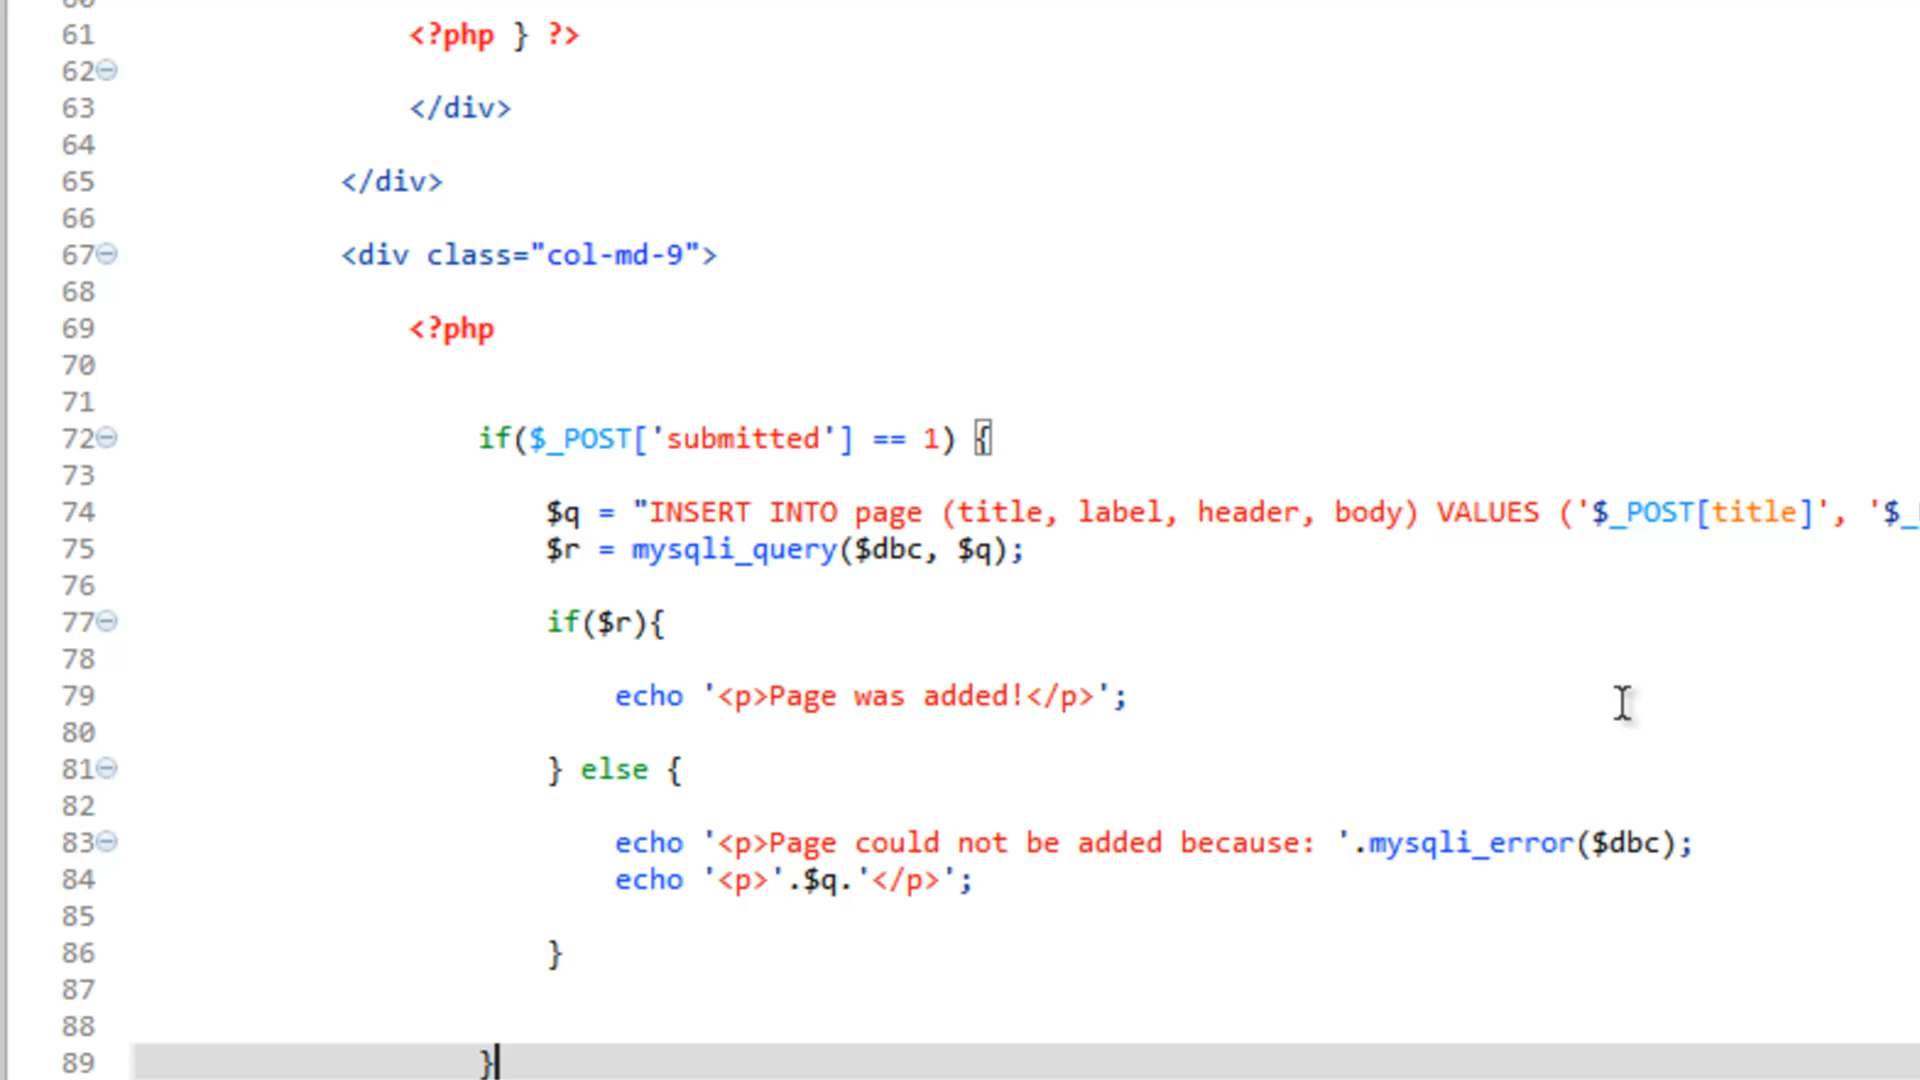 61 <?php } ?>
62
63 </div>
64
65 </div>
66
67 <div class="col-md-9">
68
69 <?php
70
71
72 if($_POST['submitted'] == 1) {
73
74 $q = "INSERT INTO page (title, label, header, body) VALUES ('$_POST[title]', '$_
75 $r = mysqli_query($dbc, $q);
76
77 if($r){
78
79 echo '<p>Page was added!</p>';
80
81 } else {
82
83 echo '<p>Page could not be added because: '.mysqli_error($dbc);
84 echo '<p>'.$q.'</p>';
85
86 }
87
88
89 }